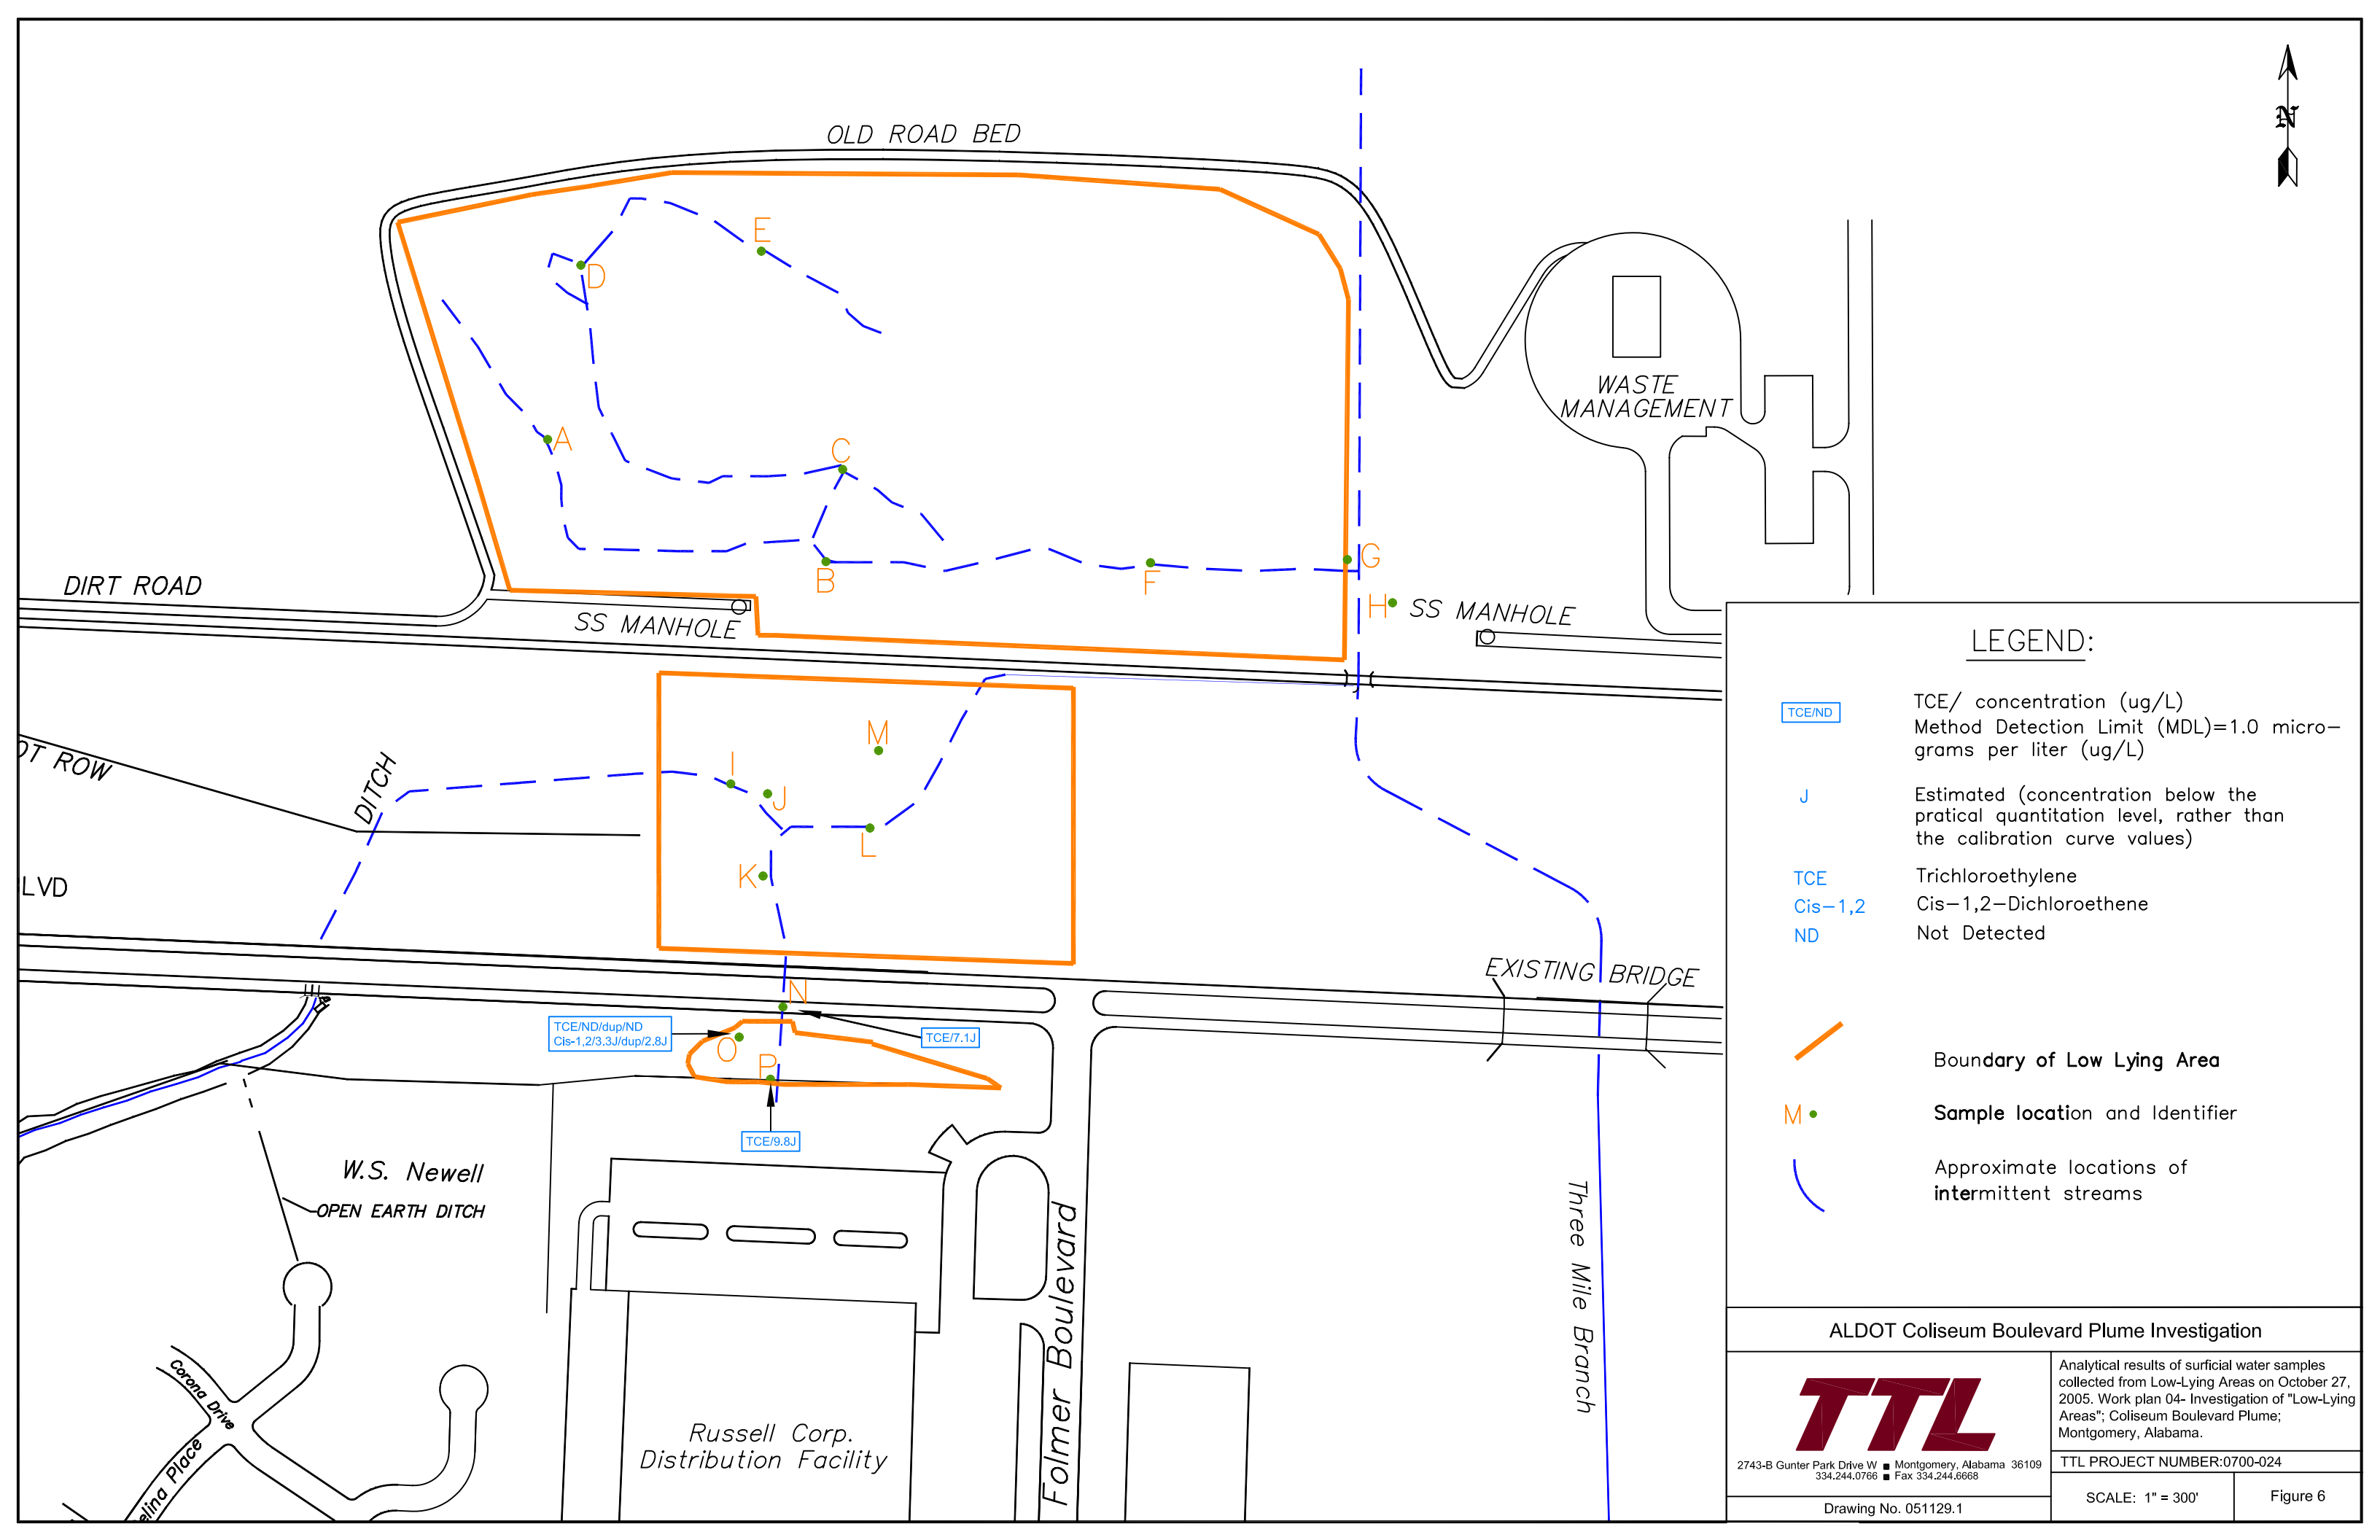 OLD ROAD BED
N
E
D
A
C
B
F
G
H
WASTE
MANAGEMENT
DIRT ROAD
SS MANHOLE
SS MANHOLE
OT ROW
DITCH
LVD
M
I
J
L
K
EXISTING BRIDGE
N
O
P
TCE/ND/dup/ND
Cis-1,2/3.3J/dup/2.8J
TCE/7.1J
TCE/9.8J
W.S. Newell
OPEN EARTH DITCH
Corona Drive
elina Place
Russell Corp.
Distribution Facility
Folmer Boulevard
Three Mile Branch
LEGEND:
TCE/ND
TCE/ concentration (ug/L)
Method Detection Limit (MDL)=1.0 micro-
grams per liter (ug/L)
J
Estimated (concentration below the
pratical quantitation level, rather than
the calibration curve values)
TCE
Trichloroethylene
Cis-1,2
Cis-1,2-Dichloroethene
ND
Not Detected
Boundary of Low Lying Area
M
Sample location and Identifier
Approximate locations of
intermittent streams
ALDOT Coliseum Boulevard Plume Investigation
TTL
2743-B Gunter Park Drive W ■ Montgomery, Alabama 36109
334.244.0766 ■ Fax 334.244.6668
Drawing No. 051129.1
Analytical results of surficial water samples
collected from Low-Lying Areas on October 27,
2005. Work plan 04- Investigation of "Low-Lying
Areas"; Coliseum Boulevard Plume;
Montgomery, Alabama.
TTL PROJECT NUMBER:0700-024
SCALE: 1" = 300'
Figure 6